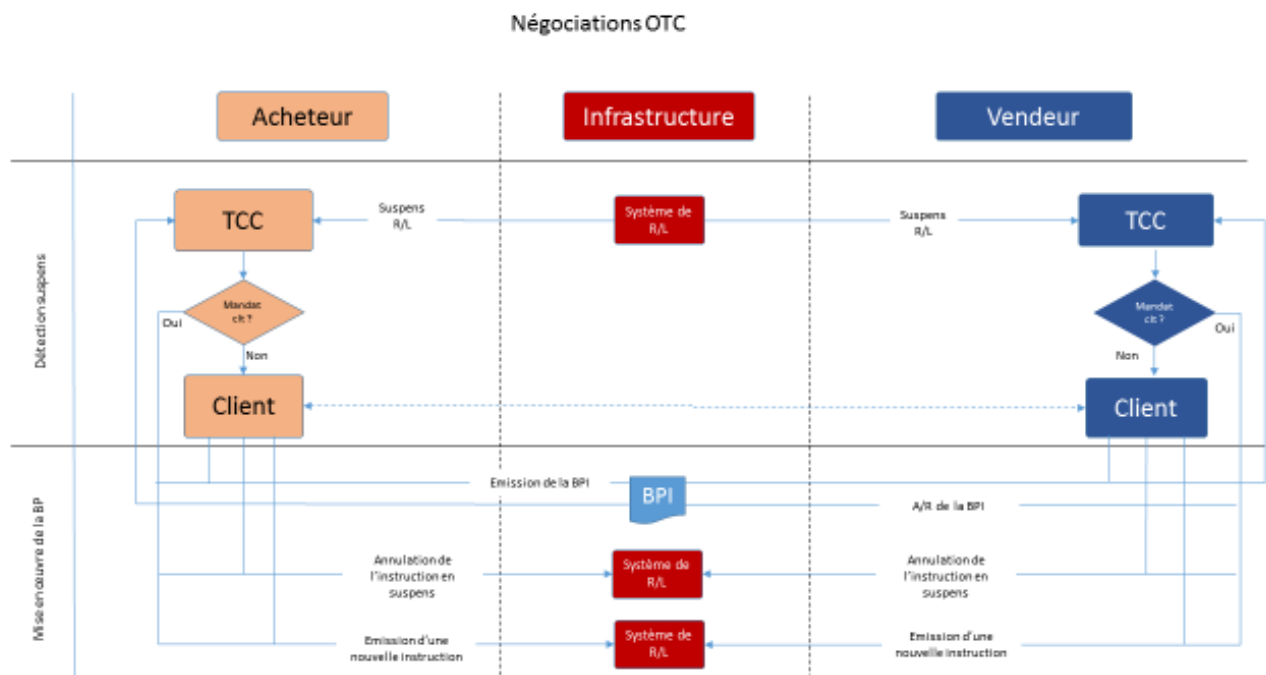 Négociations OTC
Acheteur
Infrastructure
Vendeur
Détection suspens
TCC
Suspens
R/L
Système de
R/L
Suspens
R/L
TCC
Mandat
clt ?
Oui
Non
Mandat
clt ?
Oui
Non
Client
Client
Mise en œuvre de la BP
Emission de la BPI
BPI
A/R de la BPI
Annulation de
l'instruction en
suspens
Système de
R/L
Annulation de
l'instruction en
suspens
Emission d'une
nouvelle instruction
Système de
R/L
Emission d'une
nouvelle instruction